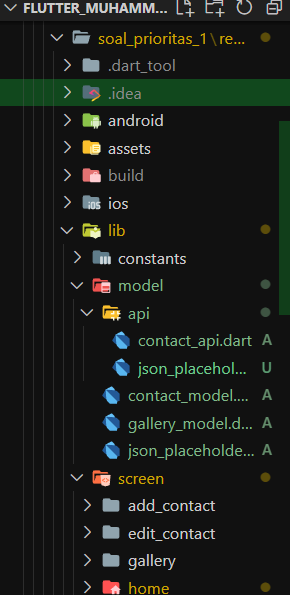 FLUTTER_MUHAMM...
soal_prioritas_1\re...
.dart_tool
.idea
android
assets
build
iOS ios
lib
constants
model
api
contact_api.dart A
json_placehol... U
contact_model.... A
gallery_model.d... A
json_placeholde... A
screen
add_contact
edit_contact
gallery
home